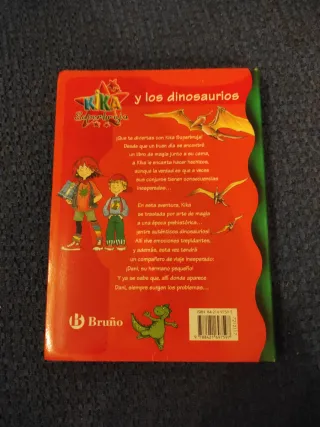 KIKA
Superbruja
y los dinosaurios
¡Qué te diviertas con Kika Superbruja!
Desde que un buen día se encontró
un libro de magia junto a su cama,
a Kika le encanta hacer hechizos,
aunque la verdad es que a veces
sus conjuros tienen consecuencias
inesperadas...
En esta aventura, Kika
se traslada por arte de magia
a una época prehistórica...
¡entre auténticos dinosaurios!
Allí vive emociones trepidantes,
y además, esta vez tendrá
un compañero de viaje inesperado:
¡Dani, su hermano pequeño!
Y ya se sabe que, allí donde aparece
Dani, siempre surgen los problemas...
Bruño